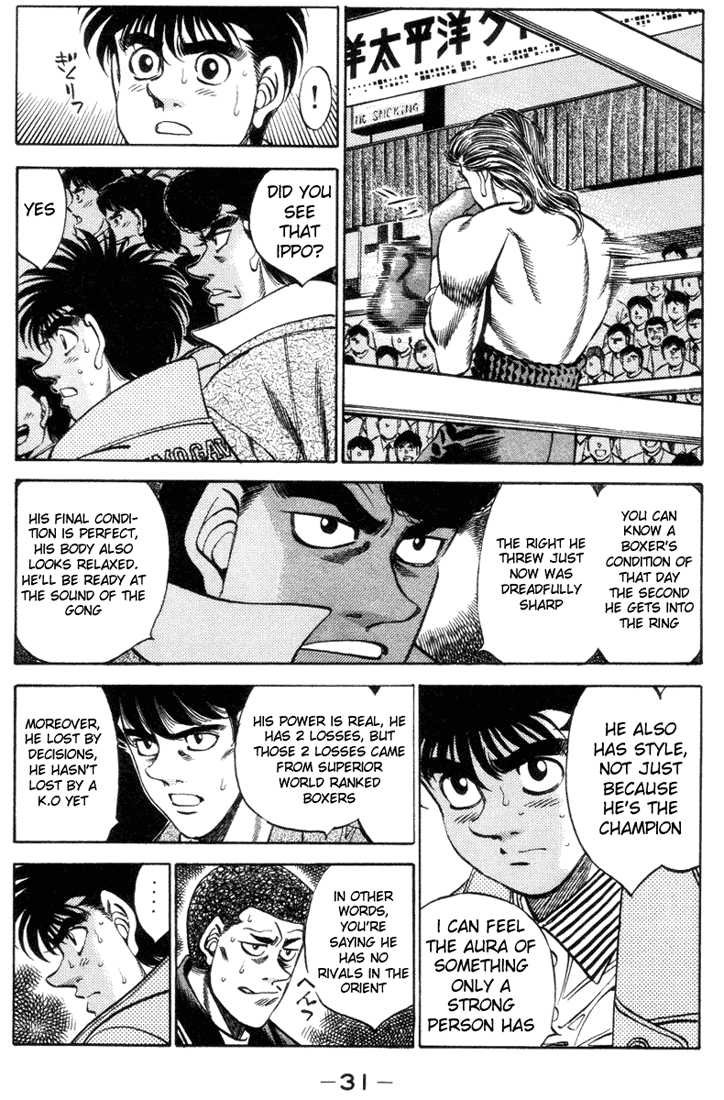 洋太平洋タイ
NO SMOKING
!
ぎくりっ
DID YOU
SEE
THAT
IPPO?
YES
YOU CAN
KNOW A
BOXER'S
CONDITION OF
THAT DAY
THE SECOND
HE GETS INTO
THE RING
THE RIGHT HE
THREW JUST
NOW WAS
DREADFULLY
SHARP
HIS FINAL CONDI-
TION IS PERFECT,
HIS BODY ALSO
LOOKS RELAXED.
HE'LL BE READY AT
THE SOUND OF THE
GONG
HE ALSO
HAS STYLE,
NOT JUST
BECAUSE
HE'S THE
CHAMPION
I CAN FEEL
THE AURA OF
SOMETHING
ONLY A
STRONG
PERSON HAS
HIS POWER IS REAL, HE
HAS 2 LOSSES, BUT
THOSE 2 LOSSES CAME
FROM SUPERIOR
WORLD RANKED
BOXERS
MOREOVER,
HE LOST BY
DECISIONS,
HE HASN'T
LOST BY A
K.O YET
IN OTHER
WORDS,
YOU'RE
SAYING HE
HAS NO
RIVALS IN THE
ORIENT
...
-31-